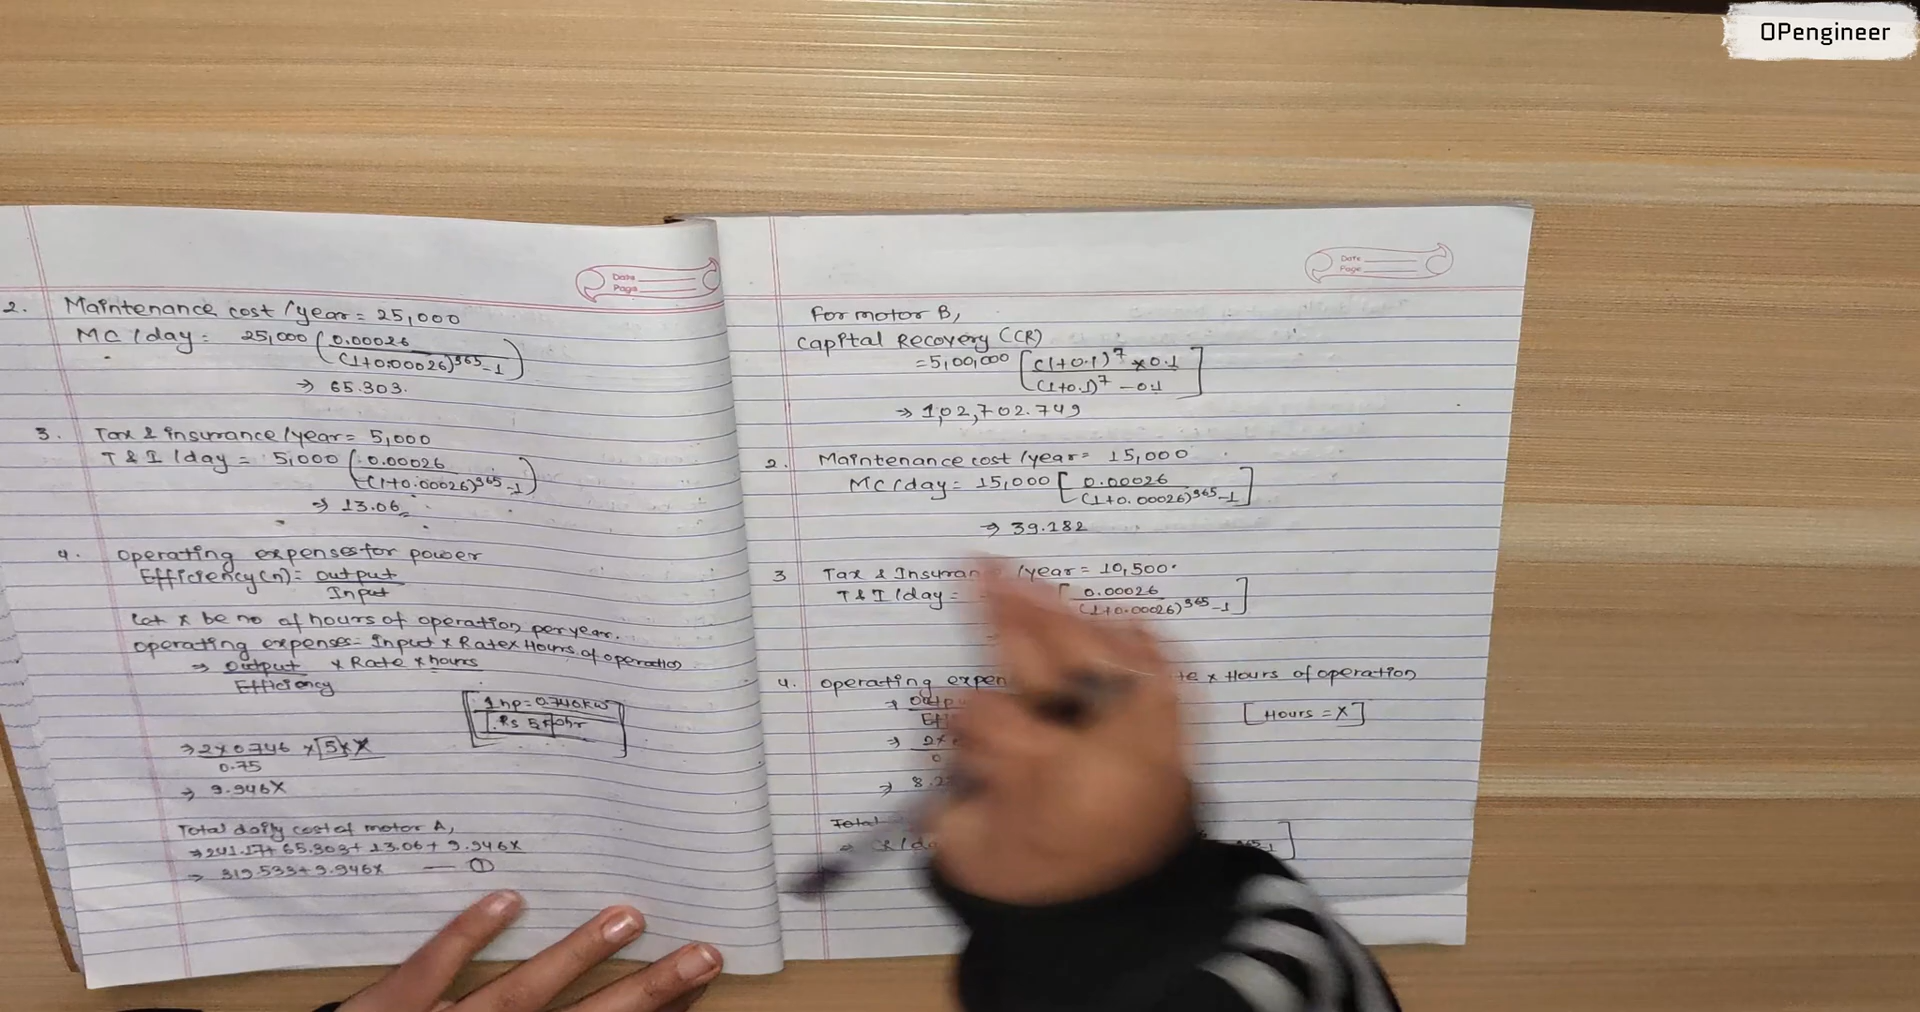 OPengineer
Date
Page
2. Maintenance cost /year = 25,000
MC /day = 25,000 (0.00026 / (1+0.00026)^365 - 1)
⇒ 65.303.
3. Tax & insurance /year = 5,000
T & I /day = 5,000 (0.00026 / (1+0.00026)^365 - 1)
⇒ 13.06
4. Operating expenses for power
Efficiency (n) = output / Input
Let x be no of hours of operation per year.
operating expenses = Input x Rate x Hours of operation
⇒ output / Efficiency x Rate x hours
1 hp = 0.746 kW
Rs 5
⇒ 2 x 0.746 / 0.75 x 5 x X
⇒ 9.946X
Total daily cost of motor A,
⇒ 241.17 + 65.303 + 13.06 + 9.946X
⇒ 319.533 + 9.946X — ①
Date
Page
For motor B,
Capital Recovery (CR)
= 5,00,000 [(1+0.1)^7 x 0.1 / (1+0.1)^7 - 0.1]
⇒ 1,02,702.749
2. Maintenance cost /year = 15,000
MC/day = 15,000 [0.00026 / (1+0.00026)^365 - 1]
⇒ 39.182
3 Tax & Insuran /year = 10,500
T & I /day = [0.00026 / (1+0.00026)^365 - 1]
4. Operating expen x Hours of operation
[Hours = X]
⇒ 2x
⇒ 8.2
Total